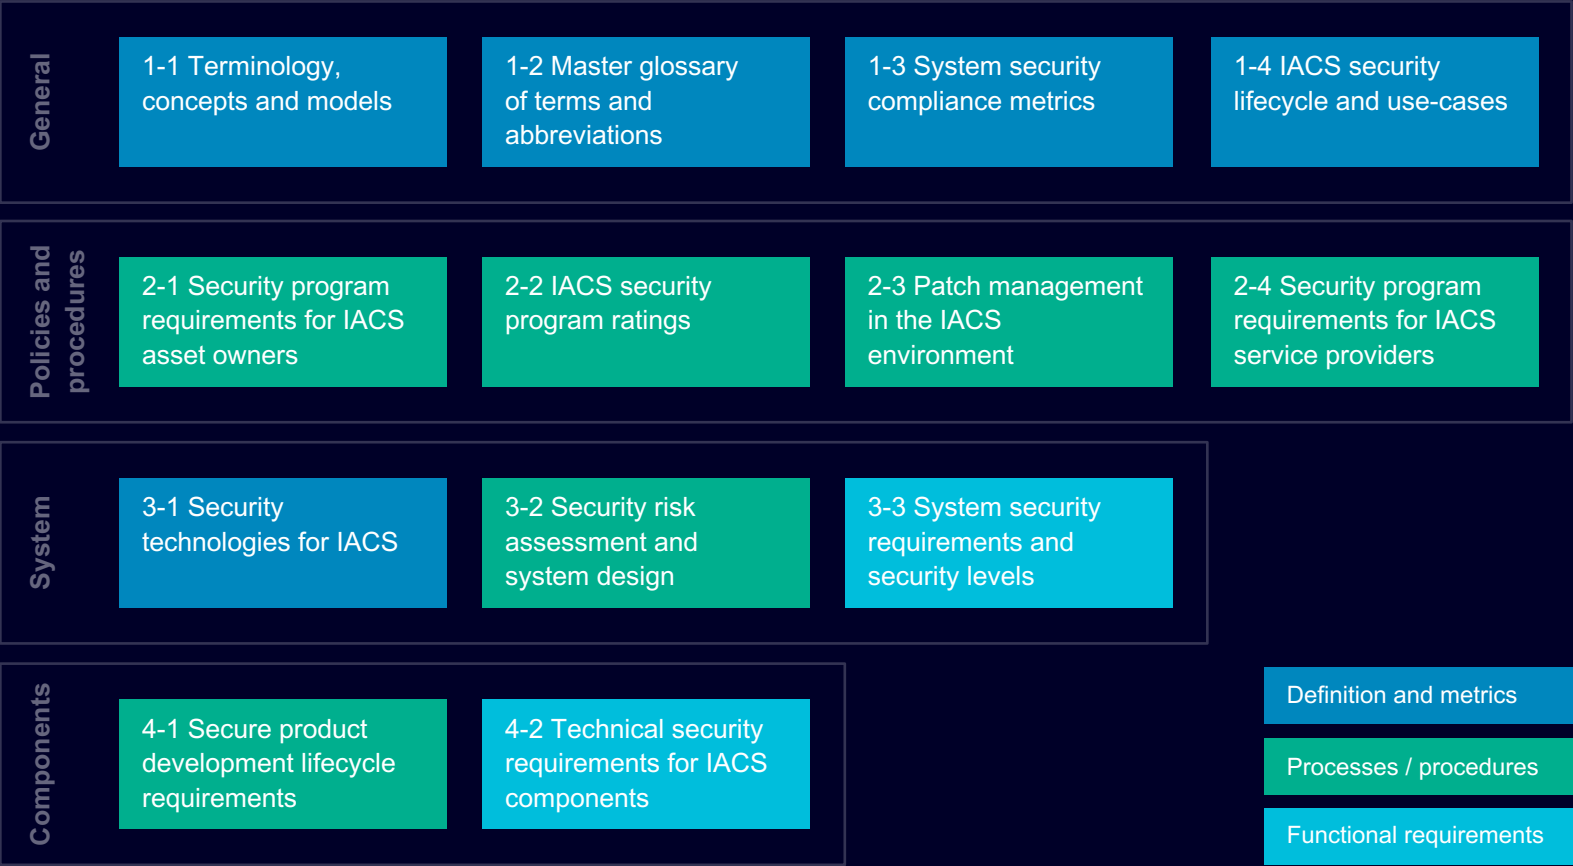 General
1-1 Terminology,
concepts and models
1-2 Master glossary
of terms and
abbreviations
1-3 System security
compliance metrics
1-4 IACS security
lifecycle and use-cases
Policies and
procedures
2-1 Security program
requirements for IACS
asset owners
2-2 IACS security
program ratings
2-3 Patch management
in the IACS
environment
2-4 Security program
requirements for IACS
service providers
System
3-1 Security
technologies for IACS
3-2 Security risk
assessment and
system design
3-3 System security
requirements and
security levels
Components
4-1 Secure product
development lifecycle
requirements
4-2 Technical security
requirements for IACS
components
Definition and metrics
Processes / procedures
Functional requirements